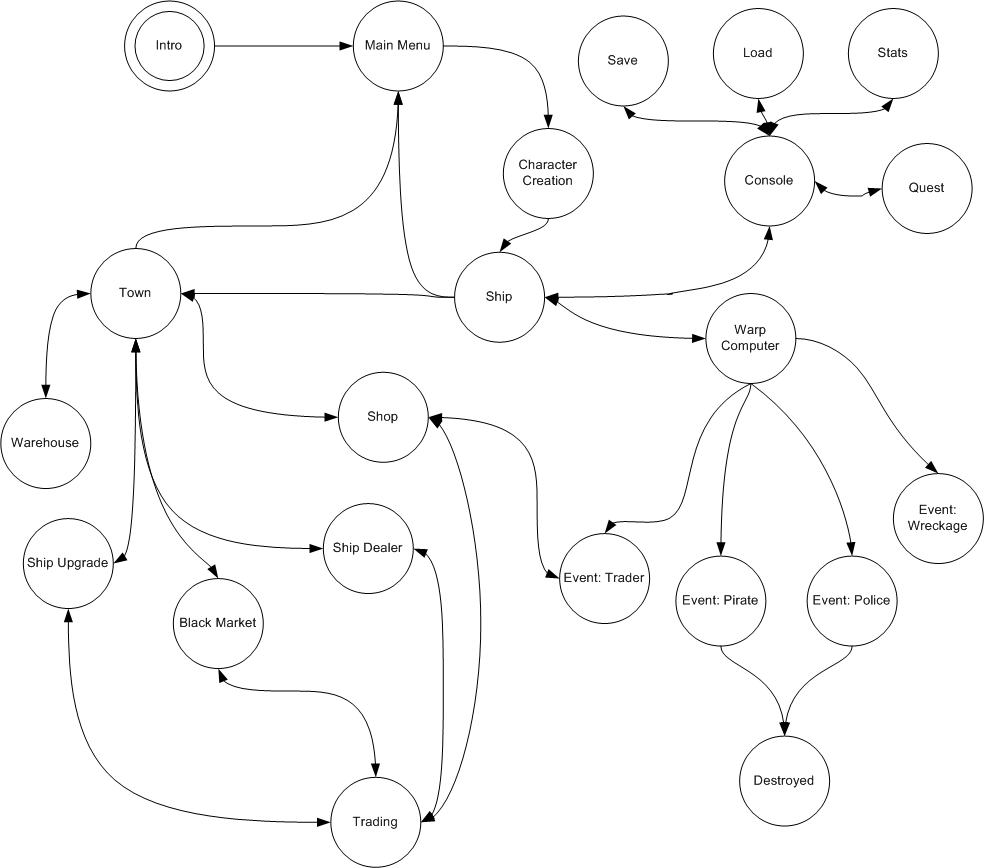 Intro
Main Menu
Save
Load
Stats
Character
Creation
Console
Quest
Town
Ship
Warp
Computer
Warehouse
Shop
Event:
Wreckage
Ship Upgrade
Ship Dealer
Event: Trader
Event: Pirate
Event: Police
Black Market
Destroyed
Trading